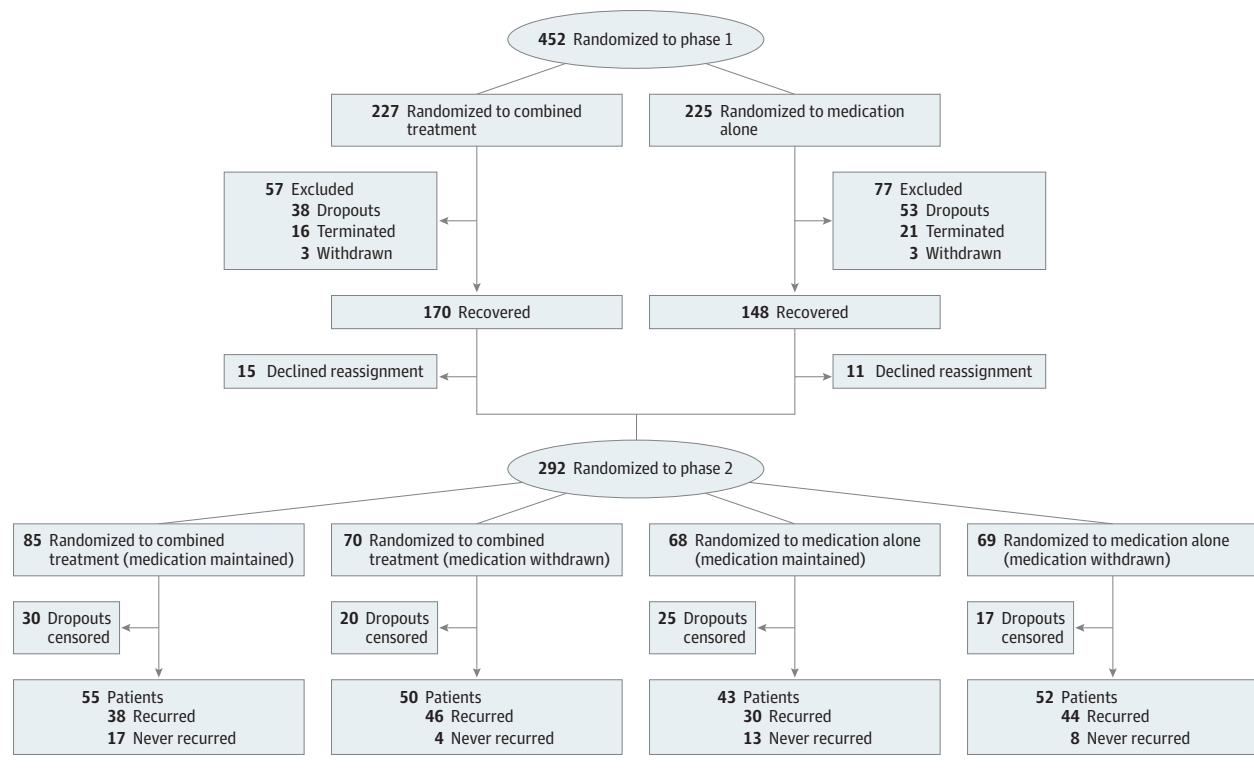 452 Randomized to phase 1
227 Randomized to combined
treatment
225 Randomized to medication
alone
57 Excluded
38 Dropouts
16 Terminated
3 Withdrawn
77 Excluded
53 Dropouts
21 Terminated
3 Withdrawn
170 Recovered
148 Recovered
15 Declined reassignment
11 Declined reassignment
292 Randomized to phase 2
85 Randomized to combined
treatment (medication maintained)
70 Randomized to combined
treatment (medication withdrawn)
68 Randomized to medication alone
(medication maintained)
69 Randomized to medication alone
(medication withdrawn)
30 Dropouts
censored
20 Dropouts
censored
25 Dropouts
censored
17 Dropouts
censored
55 Patients
38 Recurred
17 Never recurred
50 Patients
46 Recurred
4 Never recurred
43 Patients
30 Recurred
13 Never recurred
52 Patients
44 Recurred
8 Never recurred